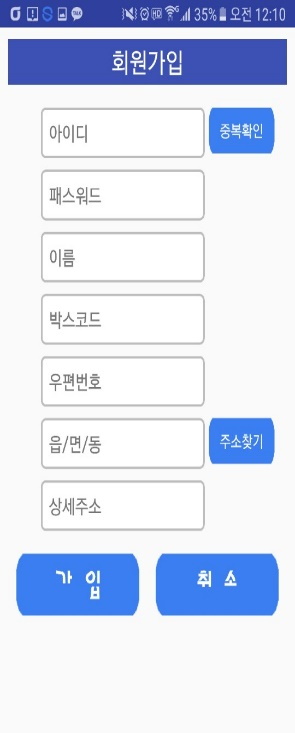 35% 오전 12:10
회원가입
아이디
중복확인
패스워드
이름
박스코드
우편번호
읍/면/동
주소찾기
상세주소
가 입
취 소